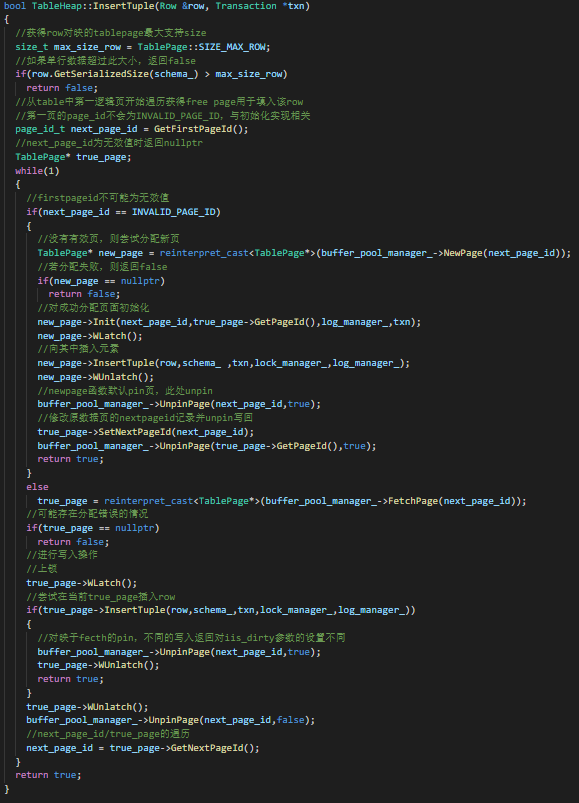 bool TableHeap::InsertTuple(Row &row, Transaction *txn)
{
  //获得row对映的tablepage最大支持size
  size_t max_size_row = TablePage::SIZE_MAX_ROW;
  //如果单行数据超过此大小，返回false
  if(row.GetSerializedSize(schema_) > max_size_row)
    return false;
  //从table中第一逻辑页开始遍历获得free page用于填入该row
  //第一页的page_id不会为INVALID_PAGE_ID，与初始化实现相关
  page_id_t next_page_id = GetFirstPageId();
  //next_page_id为无效值时返回nullptr
  TablePage* true_page;
  while(1)
  {
    //firstpageid不可能为无效值
    if(next_page_id == INVALID_PAGE_ID)
    {
      //没有有效页，则尝试分配新页
      TablePage* new_page = reinterpret_cast<TablePage*>(buffer_pool_manager_->NewPage(next_page_id));
      //若分配失败，则返回false
      if(new_page == nullptr)
        return false;
      //对成功分配页面初始化
      new_page->Init(next_page_id,true_page->GetPageId(),log_manager_,txn);
      new_page->WLatch();
      //向其中插入元素
      new_page->InsertTuple(row,schema_ ,txn,lock_manager_,log_manager_);
      new_page->WUnlatch();
      //newpage函数默认pin页，此处unpin
      buffer_pool_manager_->UnpinPage(next_page_id,true);
      //修改原数据页的nextpageid记录并unpin写回
      true_page->SetNextPageId(next_page_id);
      buffer_pool_manager_->UnpinPage(true_page->GetPageId(),true);
      return true;
    }
    else
      true_page = reinterpret_cast<TablePage*>(buffer_pool_manager_->FetchPage(next_page_id));
    //可能存在分配错误的情况
    if(true_page == nullptr)
      return false;
    //进行写入操作
    //上锁
    true_page->WLatch();
    //尝试在当前true_page插入row
    if(true_page->InsertTuple(row,schema_,txn,lock_manager_,log_manager_))
    {
      //对映于fecth的pin，不同的写入返回对iis_dirty参数的设置不同
      buffer_pool_manager_->UnpinPage(next_page_id,true);
      true_page->WUnlatch();
      return true;
    }
    true_page->WUnlatch();
    buffer_pool_manager_->UnpinPage(next_page_id,false);
    //next_page_id/true_page的遍历
    next_page_id = true_page->GetNextPageId();
  }
  return true;
}